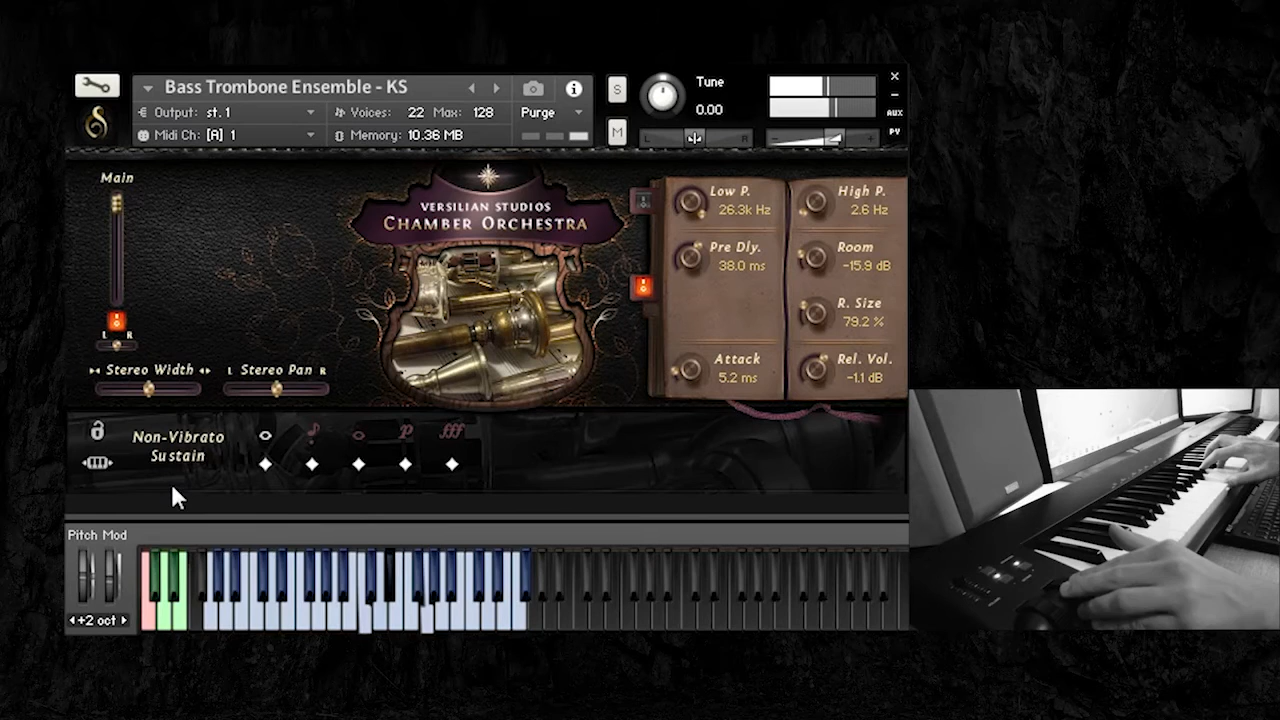 Bass Trombone Ensemble - KS
Output: st. 1
Voices: 22 Max: 128
Purge
Midi Ch: [A] 1
Memory: 10.36 MB
S
M
Tune
0.00
L R
- +
AUX
PV
Main
L R
Stereo Width
L Stereo Pan R
VERSILIAN STUDIOS
CHAMBER ORCHESTRA
Low P.
26.3k Hz
High P.
2.6 Hz
Pre Dly.
38.0 ms
Room
-15.9 dB
R. Size
79.2 %
Attack
5.2 ms
Rel. Vol.
-1.1 dB
Non-Vibrato
Sustain
p
fff
Pitch Mod
+2 oct